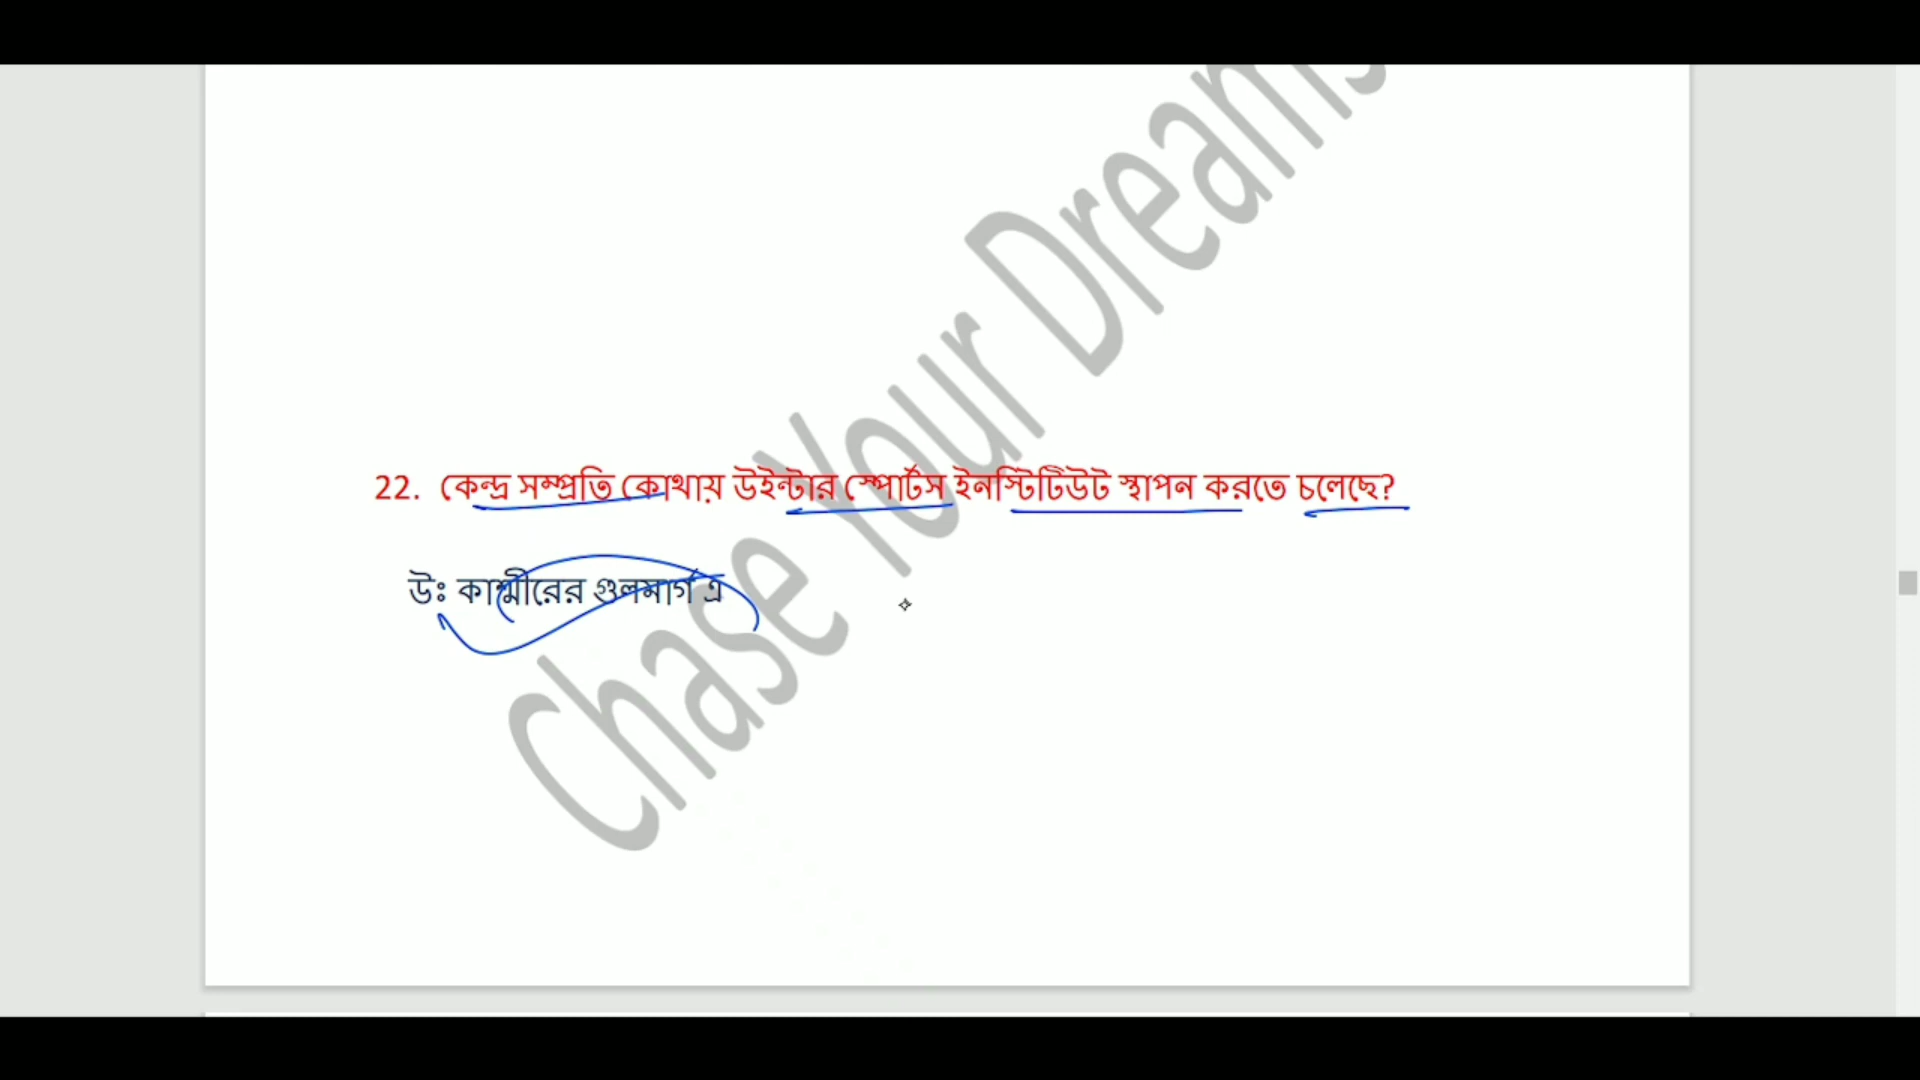 22. কেন্দ্র সম্প্রতি কোথায় উইন্টার স্পোর্টস ইনস্টিটিউট স্থাপন করতে চলেছে?
উঃ কাশ্মীরের গুলমার্গ এ
Chase Your Dreams